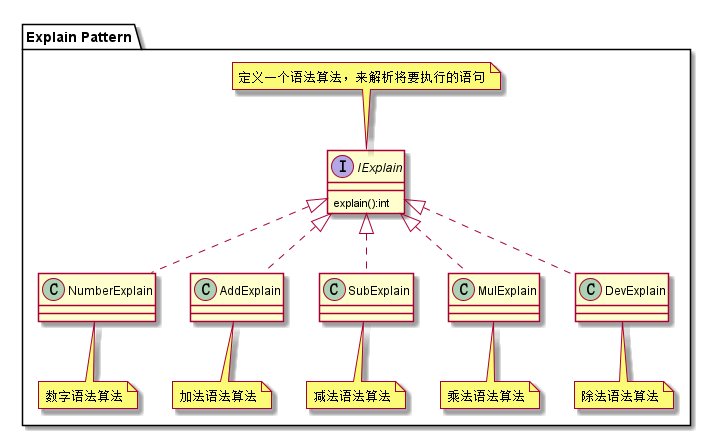 Explain Pattern
定义一个语法算法，来解析将要执行的语句
I IExplain
explain():int
C NumberExplain
C AddExplain
C SubExplain
C MulExplain
C DevExplain
数字语法算法
加法语法算法
减法语法算法
乘法语法算法
除法语法算法